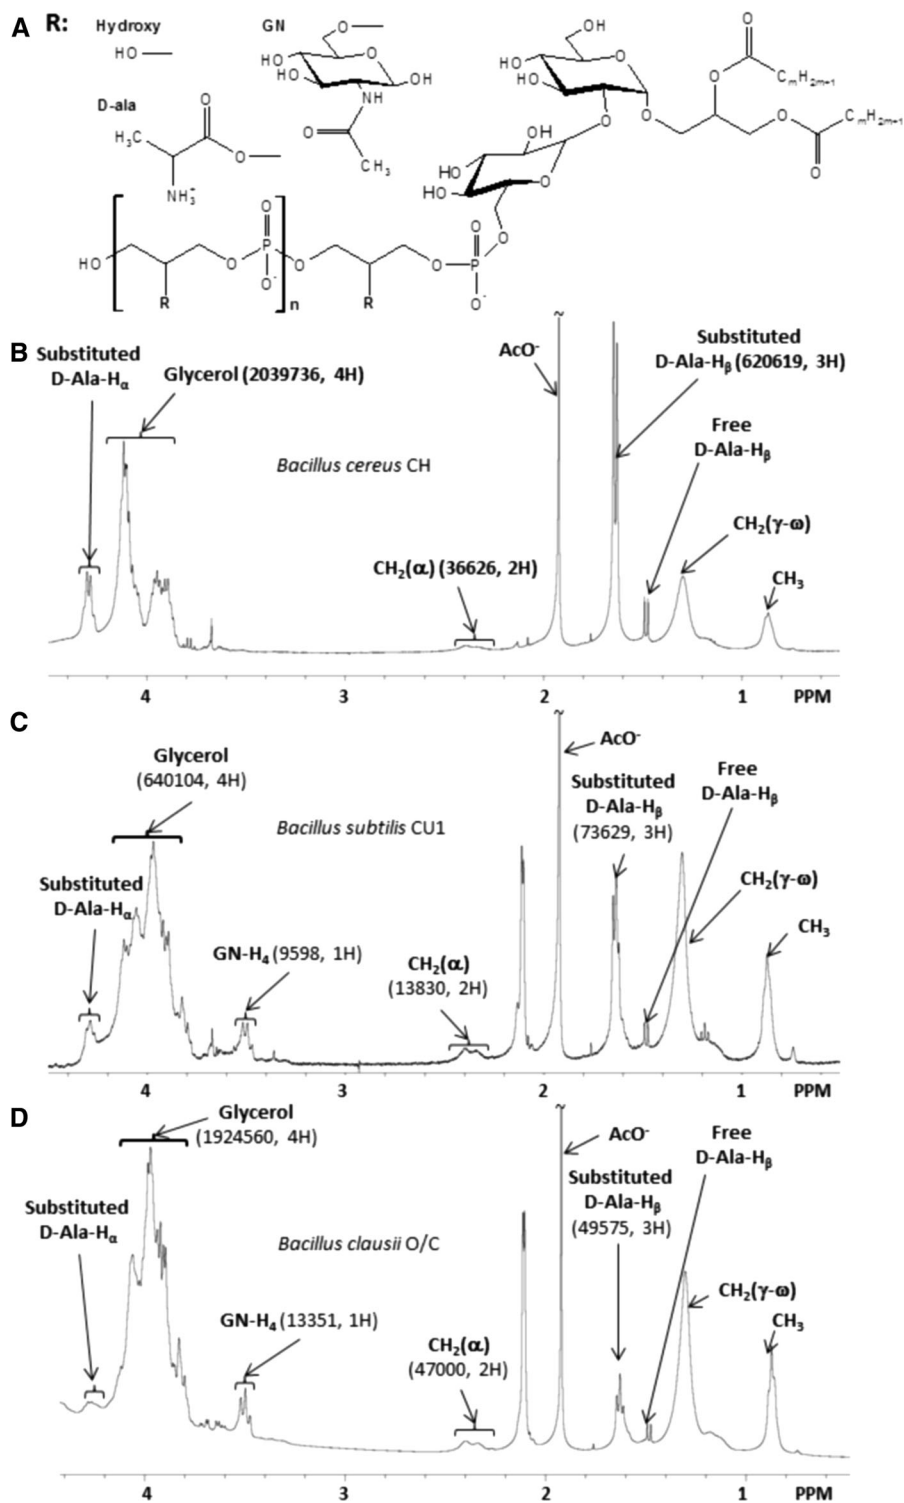 A R: Hydroxy GN
HO
D-ala
H₃C
O
O
NH₃⁺
O
HO
HO
O
OH
NH
O
CH₃
OH
HO
HO
O
O
O
O
O
CₘH₂ₘ₊₁
O
CₘH₂ₘ₊₁
O
OH
HO
HO
O
O
HO
R
O
O
P
O⁻
n
O
R
O
O
P
O⁻
B
Substituted
D-Ala-Hα
Glycerol (2039736, 4H)
AcO⁻
Substituted
D-Ala-Hβ (620619, 3H)
Free
D-Ala-Hβ
Bacillus cereus CH
CH₂(γ-ω)
CH₂(α) (36626, 2H)
CH₃
~
4 3 2 1 PPM
C
Glycerol
(640104, 4H)
AcO⁻
Substituted
D-Ala-Hβ
(73629, 3H)
Free
D-Ala-Hβ
Bacillus subtilis CU1
Substituted
D-Ala-Hα
CH₂(γ-ω)
GN-H₄ (9598, 1H)
CH₂(α)
(13830, 2H)
CH₃
~
4 3 2 1 PPM
D
Glycerol
(1924560, 4H)
AcO⁻
Free
D-Ala-Hβ
Substituted
D-Ala-Hβ
(49575, 3H)
Substituted
D-Ala-Hα
Bacillus clausii O/C
CH₂(γ-ω)
GN-H₄ (13351, 1H)
CH₃
CH₂(α)
(47000, 2H)
~
4 3 2 1 PPM